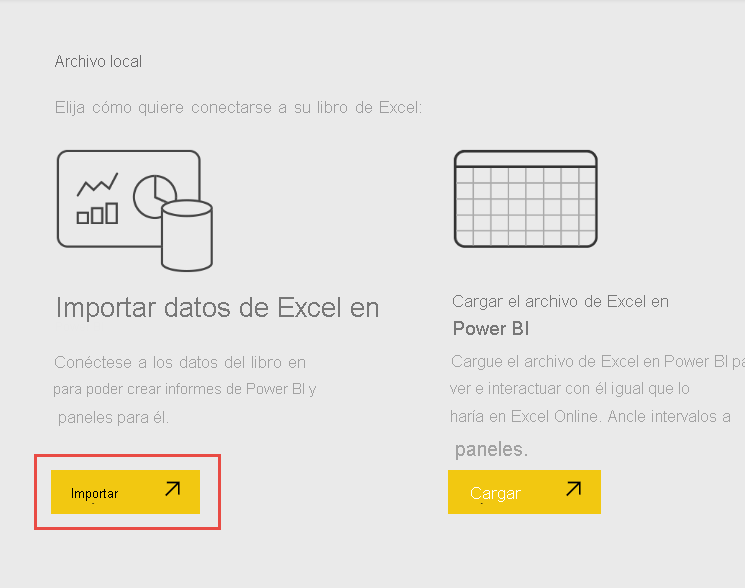 Archivo local
Elija cómo quiere conectarse a su libro de Excel:
Importar datos de Excel en
Conéctese a los datos del libro en
para poder crear informes de Power BI y
paneles para él.
Importar
Cargar el archivo de Excel en
Power BI
Cargue el archivo de Excel en Power BI pa
ver e interactuar con él igual que lo
haría en Excel Online. Ancle intervalos a
paneles.
Cargar